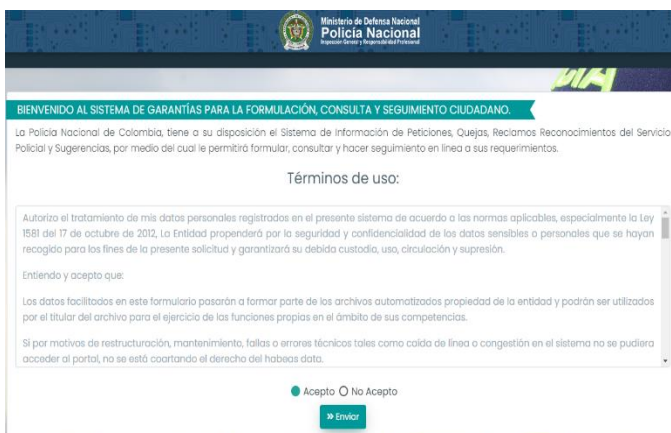 Ministerio de Defensa Nacional
Policía Nacional
Inspección General y Responsabilidad Profesional
BIENVENIDO AL SISTEMA DE GARANTÍAS PARA LA FORMULACIÓN, CONSULTA Y SEGUIMIENTO CIUDADANO.
La Policía Nacional de Colombia, tiene a su disposición el Sistema de Información de Peticiones, Quejas, Reclamos Reconocimientos del Servicio
Policial y Sugerencias, por medio del cual le permitirá formular, consultar y hacer seguimiento en línea a sus requerimientos.
Términos de uso:
Autorizo el tratamiento de mis datos personales registrados en el presente sistema de acuerdo a las normas aplicables, especialmente la Ley
1581 del 17 de octubre de 2012, La Entidad propenderá por la seguridad y confidencialidad de los datos sensibles o personales que se hayan
recogido para los fines de la presente solicitud y garantizará su debida custodia, uso, circulación y supresión.
Entiendo y acepto que:
Los datos facilitados en este formulario pasarán a formar parte de los archivos automatizados propiedad de la entidad y podrán ser utilizados
por el titular del archivo para el ejercicio de las funciones propias en el ámbito de sus competencias.
Si por motivos de restructuración, mantenimiento, fallas o errores técnicos tales como caída de línea o congestión en el sistema no se pudiera
acceder al portal, no se está coartando el derecho del habeas data.
Acepto No Acepto
» Enviar